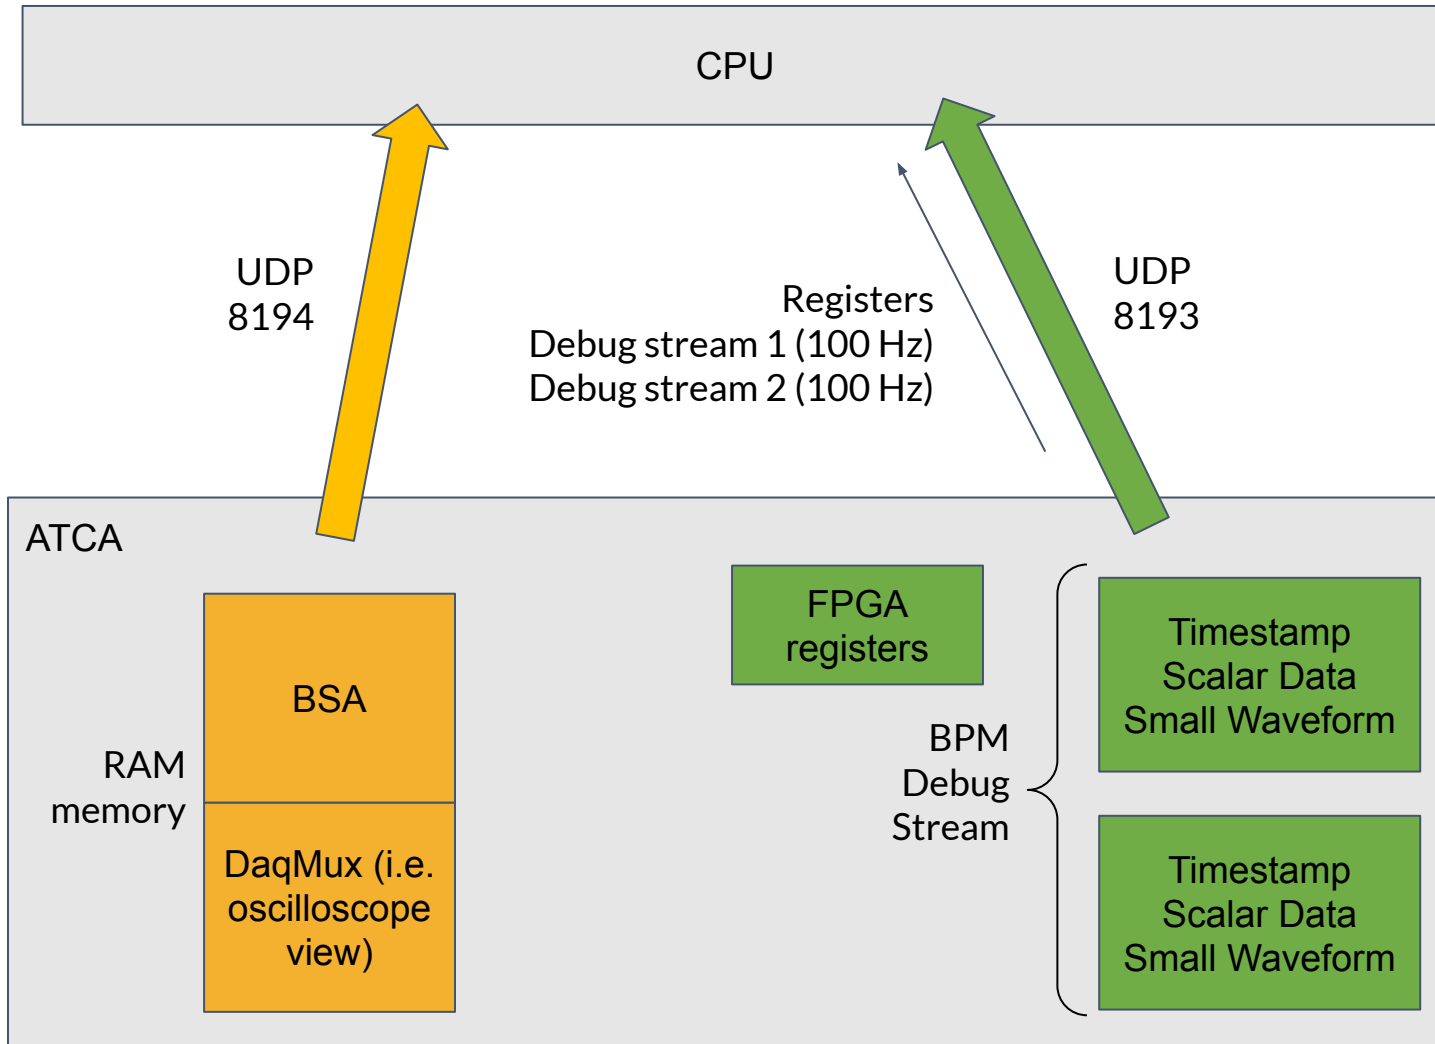 CPU
UDP
8194
Registers
Debug stream 1 (100 Hz)
Debug stream 2 (100 Hz)
UDP
8193
ATCA
RAM
memory
BSA
DaqMux (i.e.
oscilloscope
view)
FPGA
registers
BPM
Debug
Stream
Timestamp
Scalar Data
Small Waveform
Timestamp
Scalar Data
Small Waveform